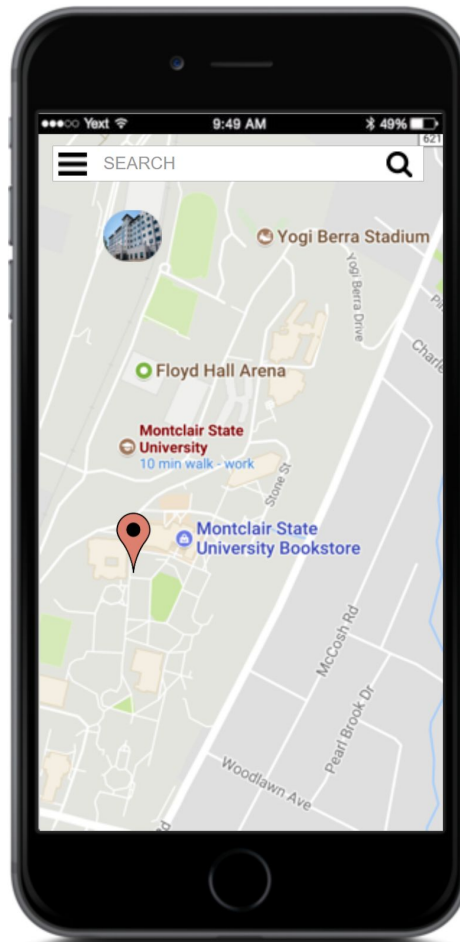 ●●●○○ Yext 9:49 AM 49%
621
SEARCH
Yogi Berra Stadium
Yogi Berra Drive
Floyd Hall Arena
Montclair State
University
10 min walk - work
Stone St
Montclair State
University Bookstore
McCosh Rd
Pearl Brook Dr
Woodlawn Ave